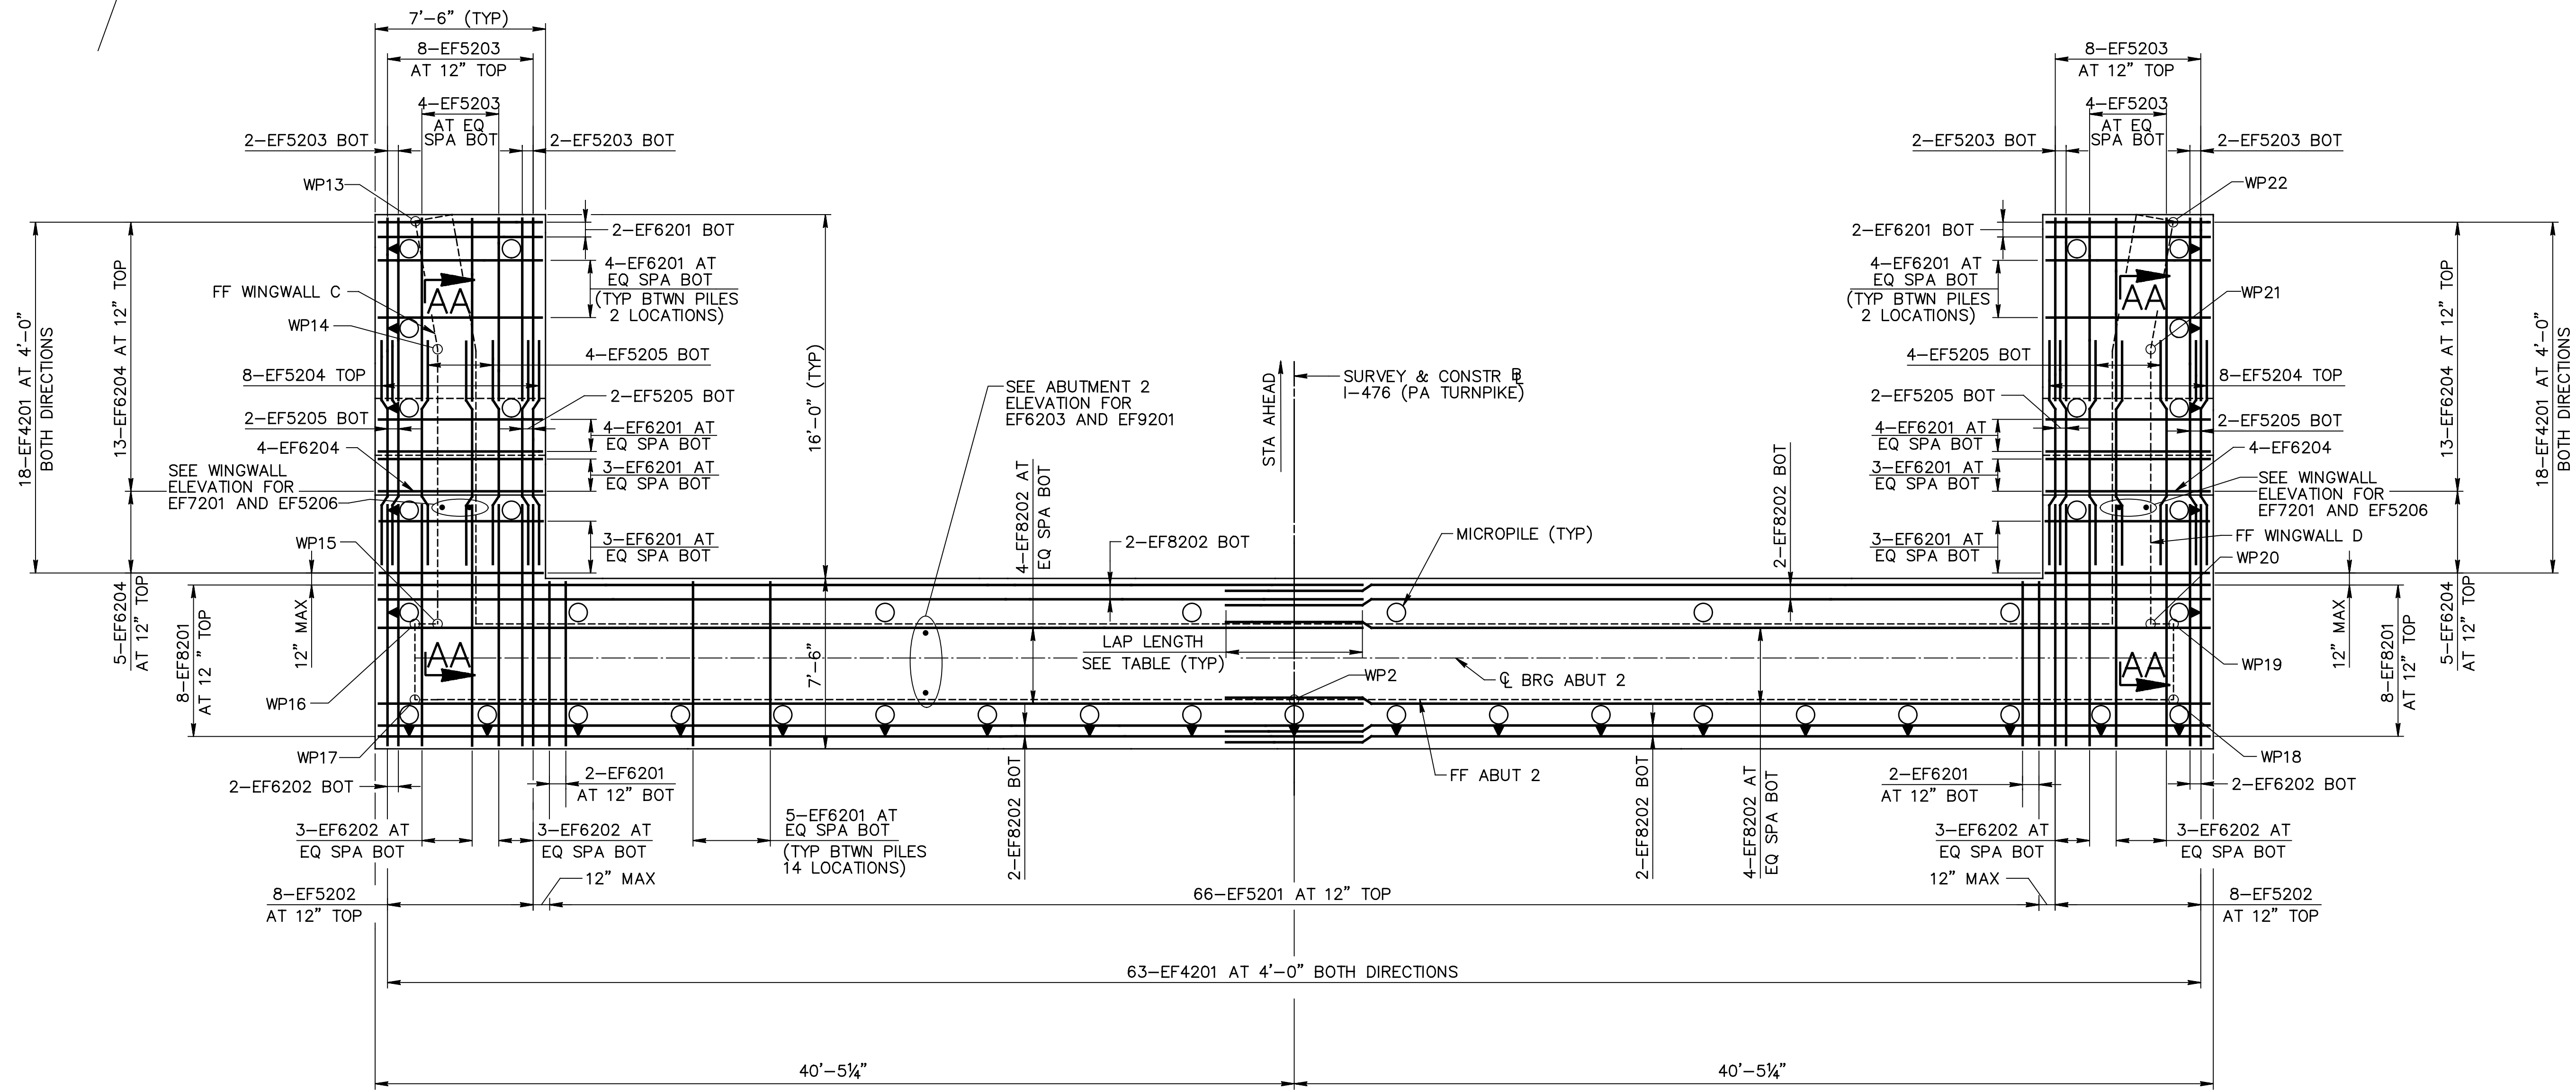 7'-6" (TYP)
8-EF5203
AT 12" TOP
4-EF5203
AT EQ
SPA BOT
2-EF5203 BOT
2-EF5203 BOT
WP13
2-EF6201 BOT
4-EF6201 AT
EQ SPA BOT
(TYP BTWN PILES
2 LOCATIONS)
FF WINGWALL C
AA
WP14
4-EF5205 BOT
8-EF5204 TOP
2-EF5205 BOT
2-EF5205 BOT
4-EF6201 AT
EQ SPA BOT
4-EF6204
3-EF6201 AT
EQ SPA BOT
SEE WINGWALL
ELEVATION FOR
EF7201 AND EF5206
WP15
3-EF6201 AT
EQ SPA BOT
18-EF4201 AT 4'-0"
BOTH DIRECTIONS
13-EF6204 AT 12" TOP
5-EF6204
AT 12" TOP
8-EF8201
AT 12 " TOP
12" MAX
16'-0" (TYP)
7'-6"
AA
WP16
WP17
2-EF6202 BOT
2-EF6201
AT 12" BOT
3-EF6202 AT
EQ SPA BOT
3-EF6202 AT
EQ SPA BOT
5-EF6201 AT
EQ SPA BOT
(TYP BTWN PILES
14 LOCATIONS)
12" MAX
8-EF5202
AT 12" TOP
SEE ABUTMENT 2
ELEVATION FOR
EF6203 AND EF9201
STA AHEAD
SURVEY & CONSTR BL
I-476 (PA TURNPIKE)
4-EF8202 AT
EQ SPA BOT
2-EF8202 BOT
MICROPILE (TYP)
2-EF8202 BOT
LAP LENGTH
SEE TABLE (TYP)
WP2
CL BRG ABUT 2
FF ABUT 2
2-EF8202 BOT
2-EF8202 BOT
4-EF8202 AT
EQ SPA BOT
66-EF5201 AT 12" TOP
63-EF4201 AT 4'-0" BOTH DIRECTIONS
40'-5¼"
40'-5¼"
8-EF5203
AT 12" TOP
4-EF5203
AT EQ
SPA BOT
2-EF5203 BOT
2-EF5203 BOT
WP22
2-EF6201 BOT
4-EF6201 AT
EQ SPA BOT
(TYP BTWN PILES
2 LOCATIONS)
AA
WP21
4-EF5205 BOT
8-EF5204 TOP
2-EF5205 BOT
2-EF5205 BOT
4-EF6201 AT
EQ SPA BOT
4-EF6204
3-EF6201 AT
EQ SPA BOT
SEE WINGWALL
ELEVATION FOR
EF7201 AND EF5206
FF WINGWALL D
3-EF6201 AT
EQ SPA BOT
WP20
13-EF6204 AT 12" TOP
18-EF4201 AT 4'-0"
BOTH DIRECTIONS
12" MAX
8-EF8201
AT 12" TOP
5-EF6204
AT 12" TOP
AA
WP19
WP18
2-EF6201
AT 12" BOT
2-EF6202 BOT
3-EF6202 AT
EQ SPA BOT
3-EF6202 AT
EQ SPA BOT
12" MAX
8-EF5202
AT 12" TOP